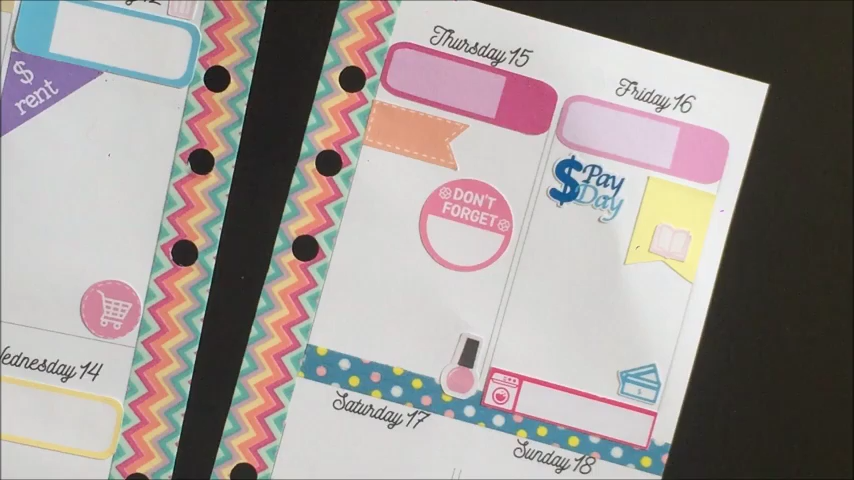 $
rent
Wednesday 14
Thursday 15
DON'T
FORGET
Friday 16
$ Pay
Day
Saturday 17
Sunday 18